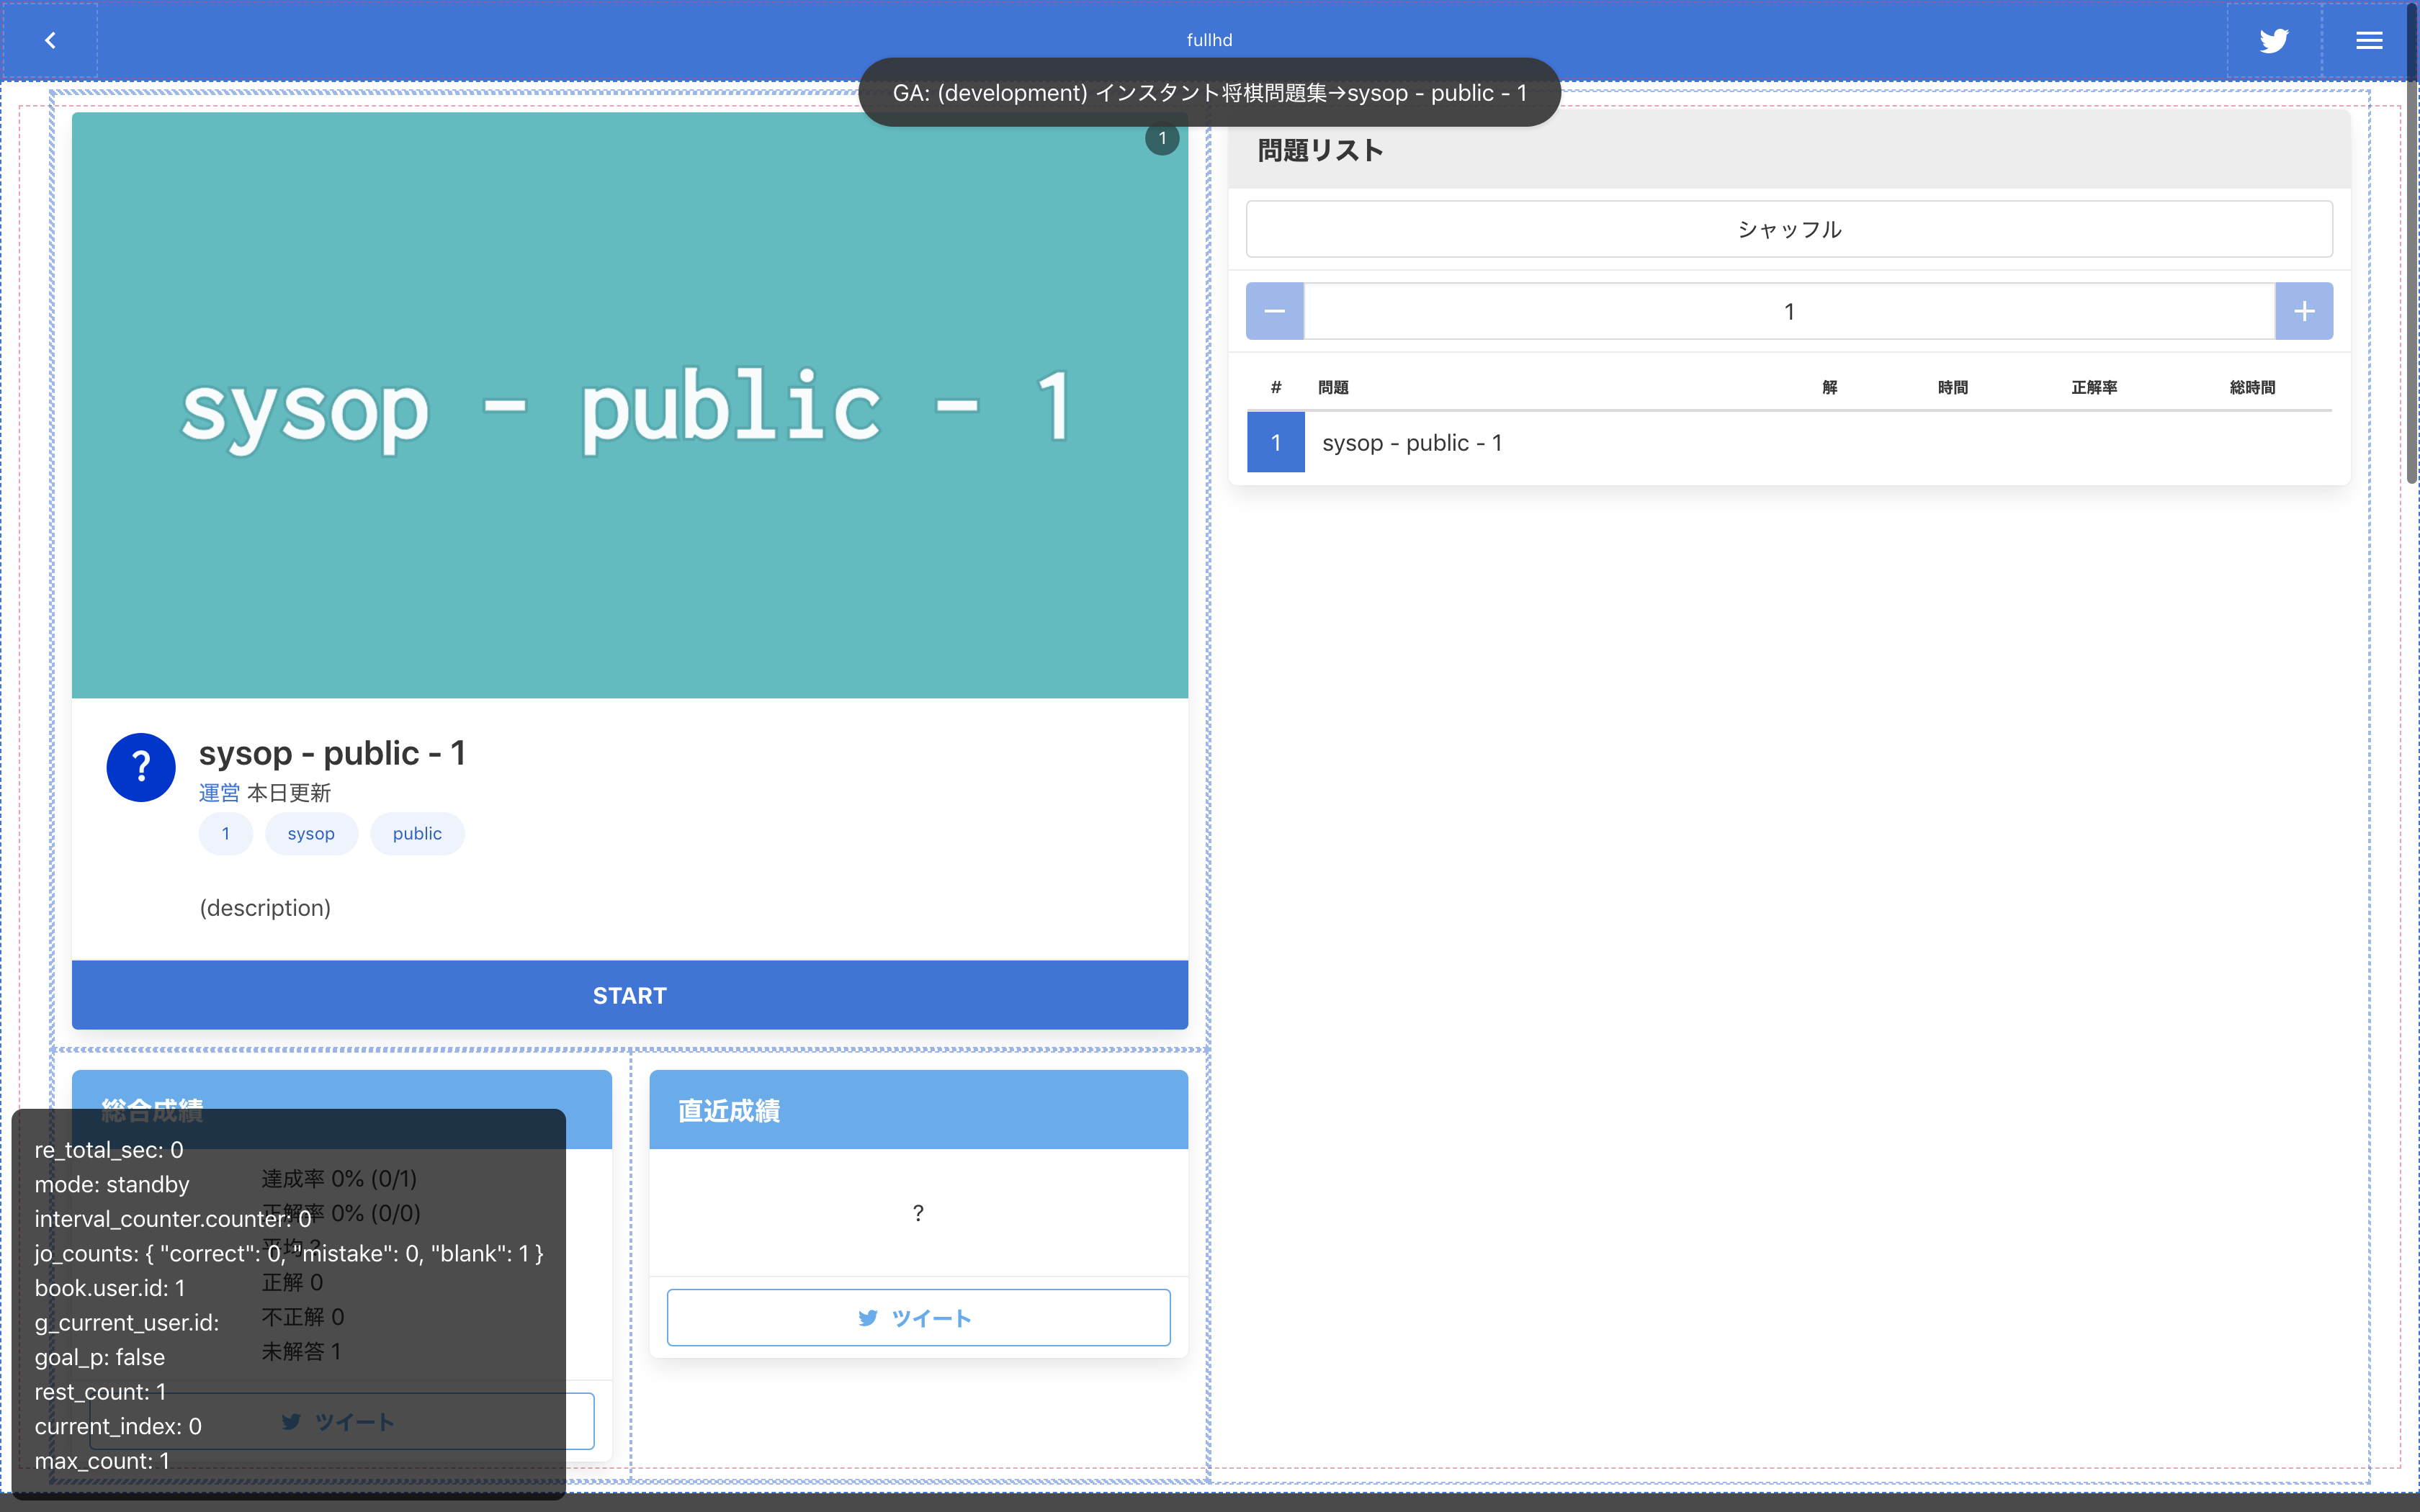 fullhd
GA: (development) インスタント将棋問題集→sysop - public - 1
1
sysop - public - 1
?
sysop - public - 1
運営 本日更新
1 sysop public
(description)
START
総合成績
達成率 0% (0/1)
正解率 0% (0/0)
平均 ?
正解 0
不正解 0
未解答 1
ツイート
re_total_sec: 0
mode: standby
interval_counter.counter: 0
jo_counts: { "correct": 0, "mistake": 0, "blank": 1 }
book.user.id: 1
g_current_user.id:
goal_p: false
rest_count: 1
current_index: 0
max_count: 1
直近成績
?
ツイート
問題リスト
シャッフル
1
# 問題 解 時間 正解率 総時間
1 sysop - public - 1